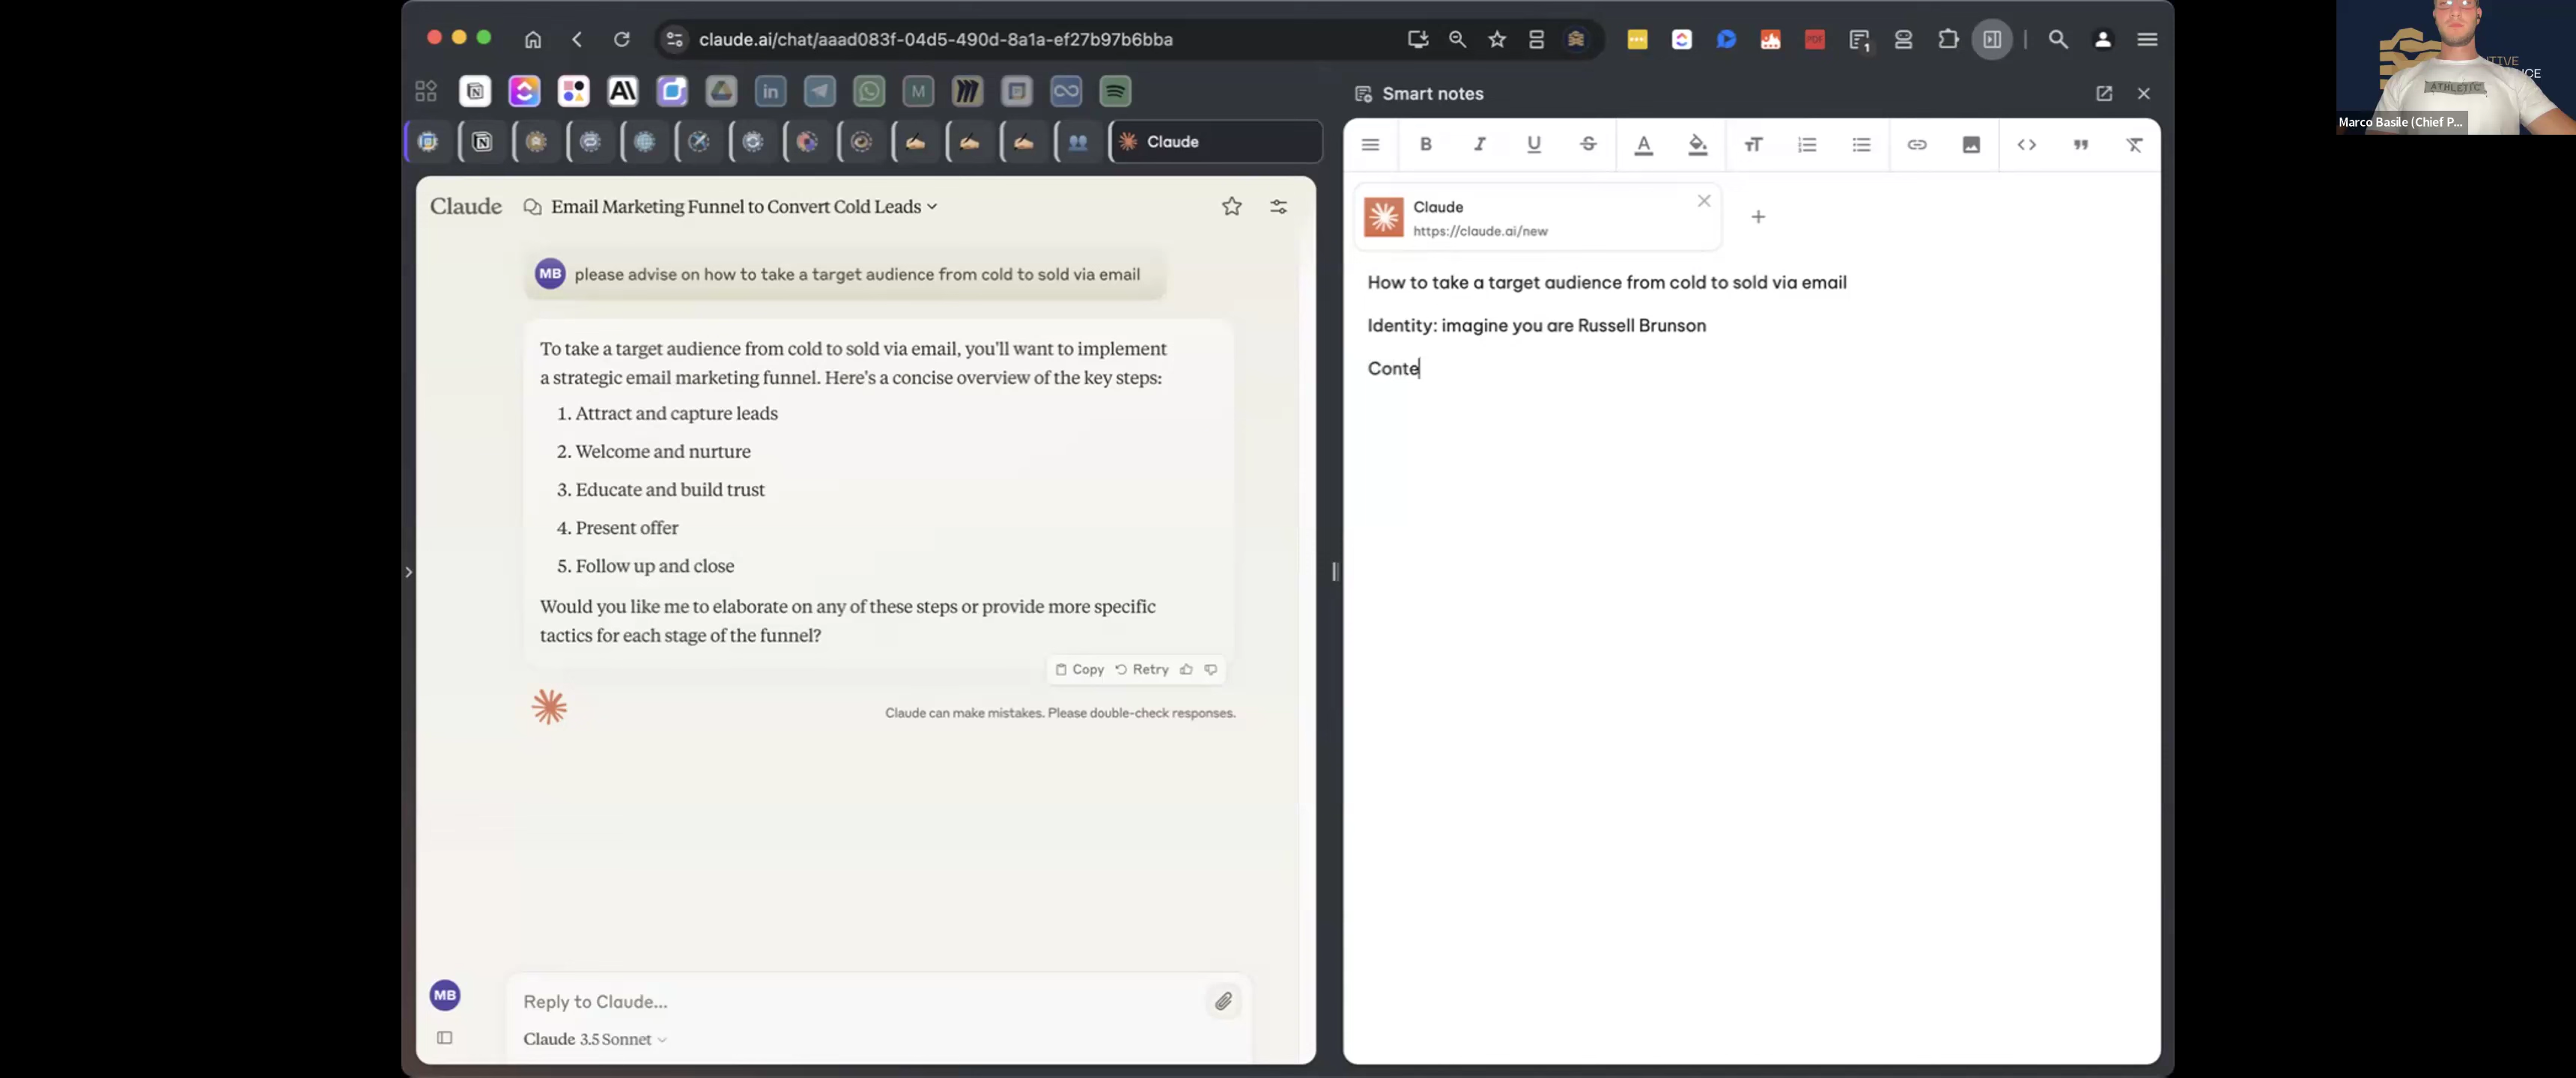 claude.ai/chat/aaad083f-04d5-490d-8a1a-ef27b97b6bba
Claude
Smart notes
Claude
Email Marketing Funnel to Convert Cold Leads
MB please advise on how to take a target audience from cold to sold via email
To take a target audience from cold to sold via email, you'll want to implement
a strategic email marketing funnel. Here's a concise overview of the key steps:
1. Attract and capture leads
2. Welcome and nurture
3. Educate and build trust
4. Present offer
5. Follow up and close
Would you like me to elaborate on any of these steps or provide more specific
tactics for each stage of the funnel?
Copy Retry
Claude can make mistakes. Please double-check responses.
MB
Reply to Claude...
Claude 3.5 Sonnet
Claude
https://claude.ai/new
How to take a target audience from cold to sold via email
Identity: imagine you are Russell Brunson
Conte
ATHLETIC
Marco Basile (Chief P...